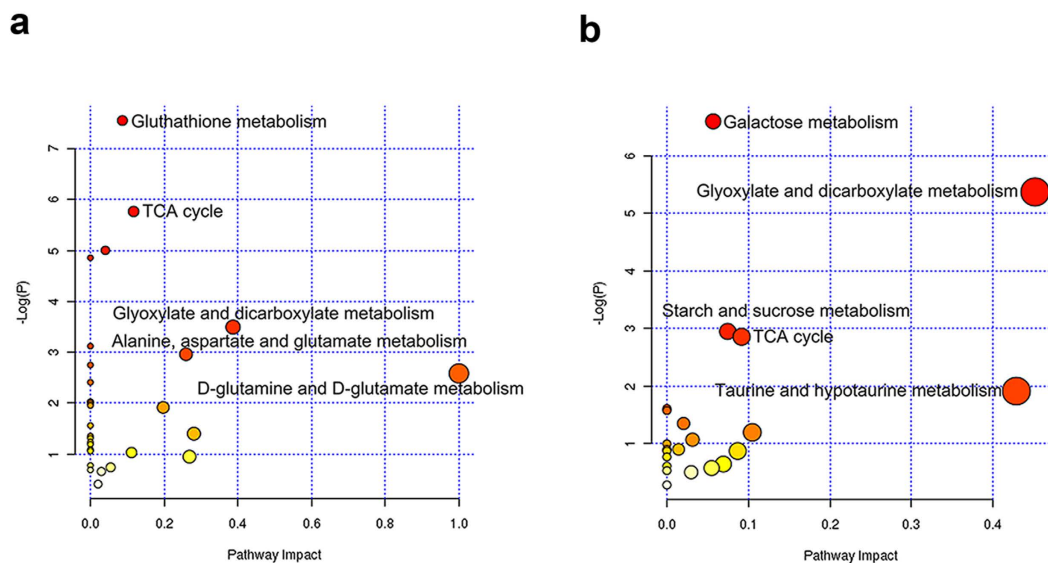 a
b
Gluthathione metabolism
TCA cycle
Glyoxylate and dicarboxylate metabolism
Alanine, aspartate and glutamate metabolism
D-glutamine and D-glutamate metabolism
7
6
5
4
3
2
1
-Log(P)
0.0 0.2 0.4 0.6 0.8 1.0
Pathway Impact
Galactose metabolism
Glyoxylate and dicarboxylate metabolism
Starch and sucrose metabolism
TCA cycle
Taurine and hypotaurine metabolism
6
5
4
3
2
1
-Log(P)
0.0 0.1 0.2 0.3 0.4
Pathway Impact